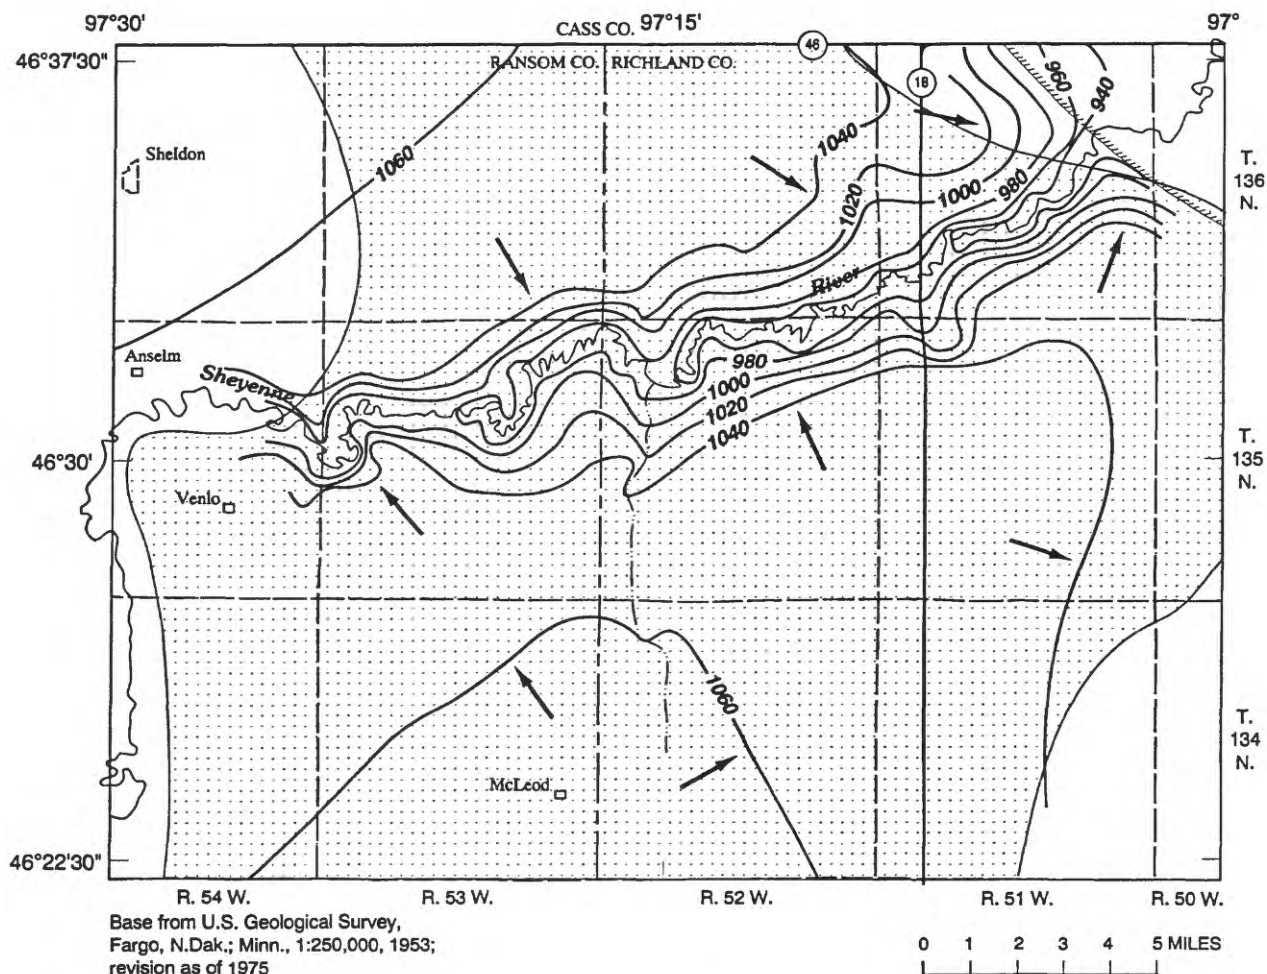 97°30'
CASS CO.
97°15'
97°
46°37'30"
RANSOM CO.
RICHLAND CO.
46
18
960
940
Sheldon
1060
1040
T.
136
N.
1020
1000
980
River
Anselm
Sheyenne
980
1000
1020
1040
46°30'
T.
135
N.
Venlo
1060
T.
134
N.
McLeod
46°22'30"
R. 54 W.
R. 53 W.
R. 52 W.
R. 51 W.
R. 50 W.
Base from U.S. Geological Survey,
Fargo, N.Dak.; Minn., 1:250,000, 1953;
revision as of 1975
0 1 2 3 4 5 MILES